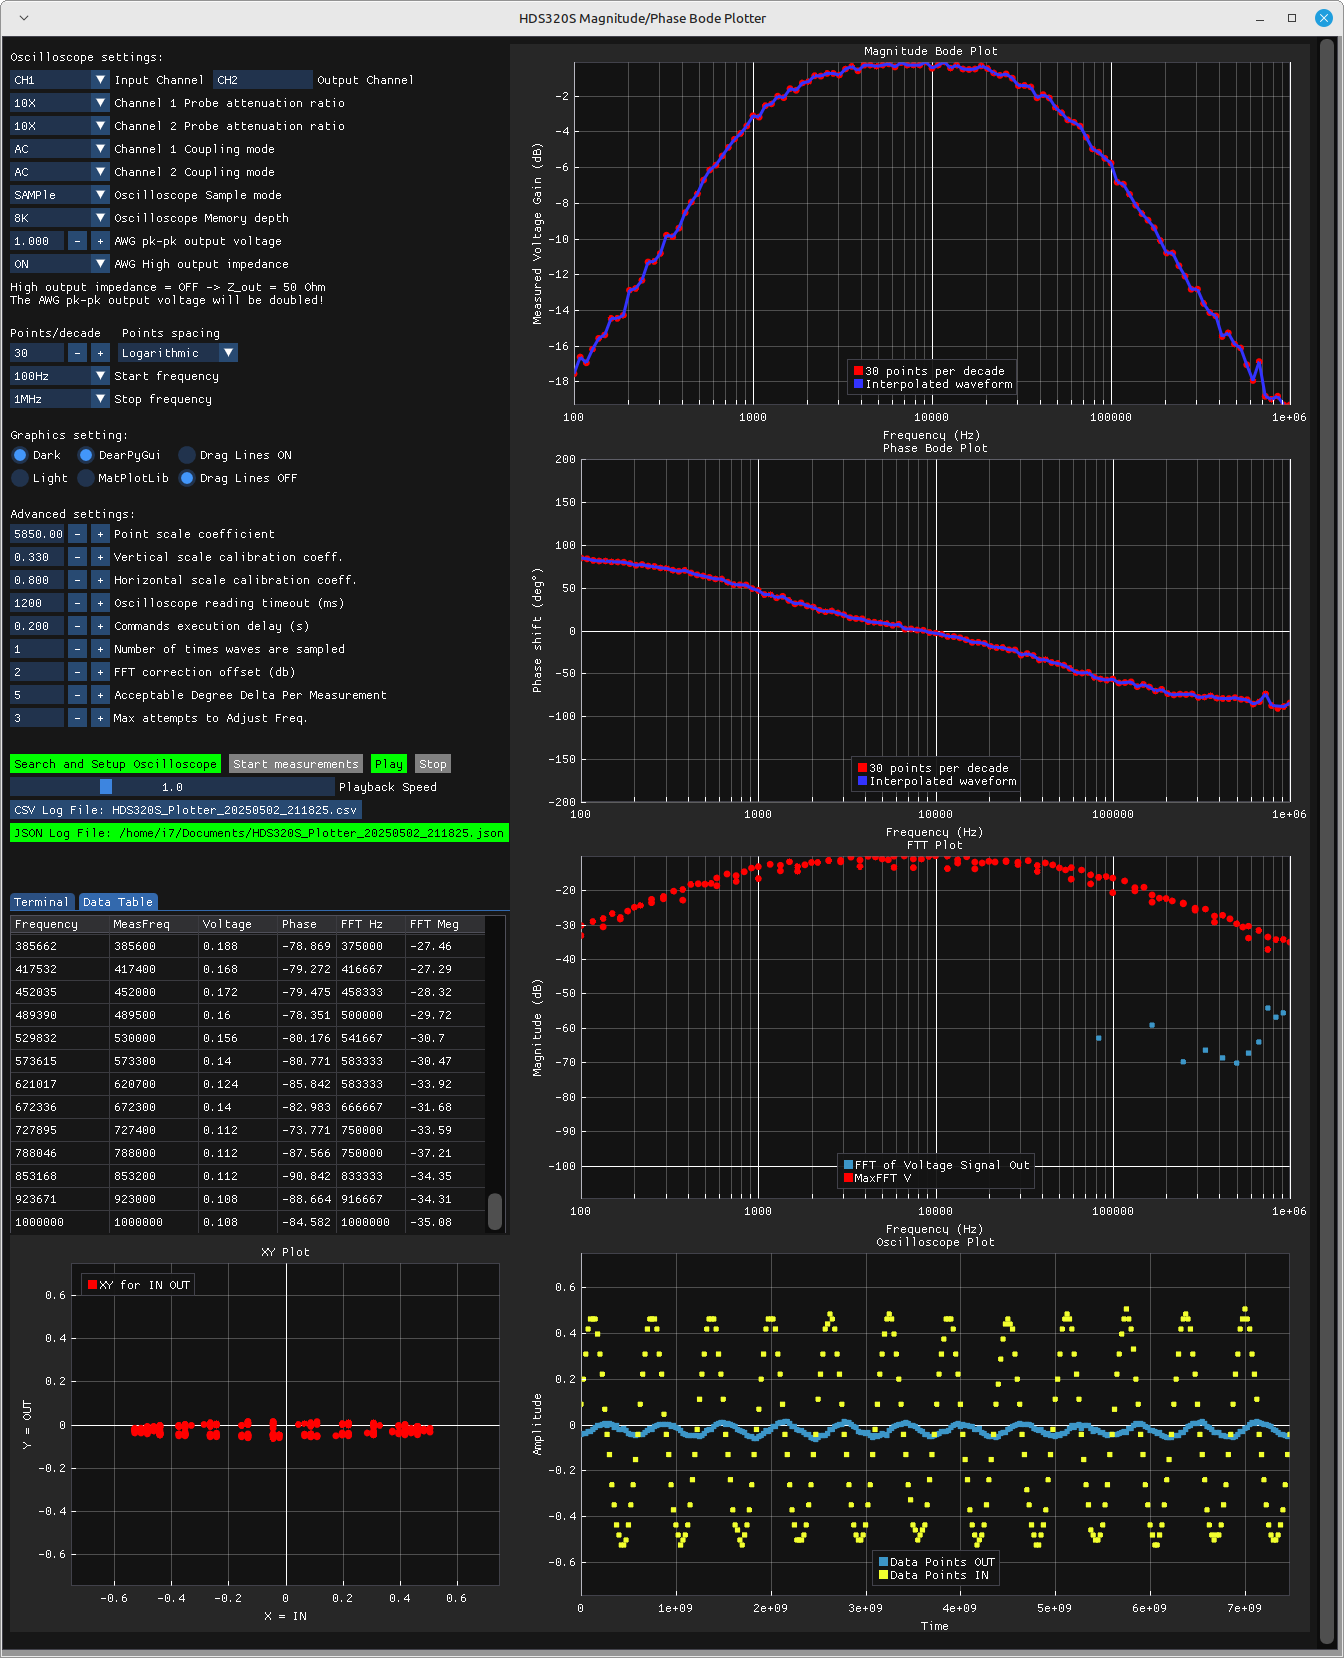 HDS320S Magnitude/Phase Bode Plotter
Oscilloscope settings:
CH1 Input Channel CH2 Output Channel
10X Channel 1 Probe attenuation ratio
10X Channel 2 Probe attenuation ratio
AC Channel 1 Coupling mode
AC Channel 2 Coupling mode
SAMPle Oscilloscope Sample mode
8K Oscilloscope Memory depth
1.000 - + AWG pk-pk output voltage
ON AWG High output impedance
High output impedance = OFF -> Z_out = 50 Ohm
The AWG pk-pk output voltage will be doubled!
Points/decade Points spacing
30 - + Logarithmic
100Hz Start frequency
1MHz Stop frequency
Graphics setting:
Dark DearPyGui Drag Lines ON
Light MatPlotLib Drag Lines OFF
Advanced settings:
5850.00 - + Point scale coefficient
0.330 - + Vertical scale calibration coeff.
0.800 - + Horizontal scale calibration coeff.
1200 - + Oscilloscope reading timeout (ms)
0.200 - + Commands execution delay (s)
1 - + Number of times waves are sampled
2 - + FFT correction offset (db)
5 - + Acceptable Degree Delta Per Measurement
3 - + Max attempts to Adjust Freq.
Search and Setup Oscilloscope Start measurements Play Stop
1.0 Playback Speed
CSV Log File: HDS320S_Plotter_20250502_211825.csv
JSON Log File: /home/i7/Documents/HDS320S_Plotter_20250502_211825.json
Terminal Data Table
Frequency MeasFreq Voltage Phase FFT Hz FFT Meg
385662 385600 0.188 -78.869 375000 -27.46
417532 417400 0.168 -79.272 416667 -27.29
452035 452000 0.172 -79.475 458333 -28.32
489390 489500 0.16 -78.351 500000 -29.72
529832 530000 0.156 -80.176 541667 -30.7
573615 573300 0.14 -80.771 583333 -30.47
621017 620700 0.124 -85.842 583333 -33.92
672336 672300 0.14 -82.983 666667 -31.68
727895 727400 0.112 -73.771 750000 -33.59
788046 788000 0.112 -87.566 750000 -37.21
853168 853200 0.112 -90.842 833333 -34.35
923671 923000 0.108 -88.664 916667 -34.31
1000000 1000000 0.108 -84.582 1000000 -35.08
XY Plot
XY for IN OUT
Y = OUT
0.6
0.4
0.2
0
-0.2
-0.4
-0.6
-0.6 -0.4 -0.2 0 0.2 0.4 0.6
X = IN
Magnitude Bode Plot
Measured Voltage Gain (dB)
-2
-4
-6
-8
-10
-12
-14
-16
-18
30 points per decade
Interpolated waveform
100 1000 10000 100000 1e+06
Frequency (Hz)
Phase Bode Plot
Phase shift (deg°)
200
150
100
50
0
-50
-100
-150
-200
30 points per decade
Interpolated waveform
100 1000 10000 100000 1e+06
Frequency (Hz)
FTT Plot
Magnitude (dB)
-20
-30
-40
-50
-60
-70
-80
-90
-100
FFT of Voltage Signal Out
MaxFFT V
100 1000 10000 100000 1e+06
Frequency (Hz)
Oscilloscope Plot
Amplitude
0.6
0.4
0.2
0
-0.2
-0.4
-0.6
Data Points OUT
Data Points IN
0 1e+09 2e+09 3e+09 4e+09 5e+09 6e+09 7e+09
Time